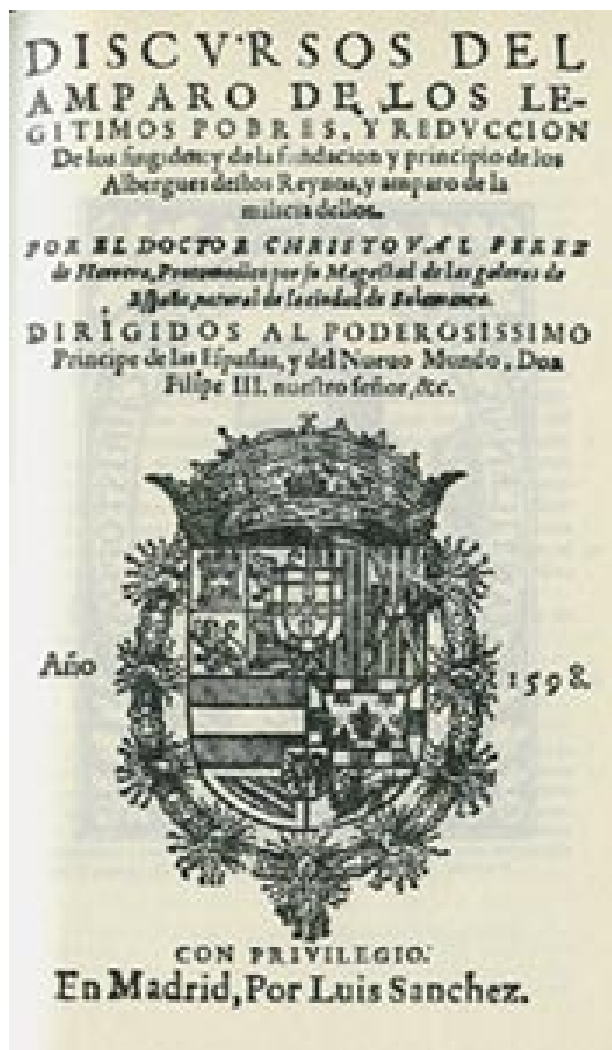 DISCVRSOS DEL
AMPARO DE LOS LE-
GITIMOS POBRES, Y REDVCCION
De los fingidos: y de la fundacion y principio de los
Albergues destos Reynos, y amparo de la
milicia dellos.
POR EL DOCTOR CHRISTOVAL PEREZ
de Herrera, Protomedico por su Magestad de las galeras de
España, natural de la ciudad de Salamanca.
DIRIGIDOS AL PODEROSISSIMO
Principe de las Españas, y del Nueuo Mundo, Don
Filipe III. nuestro señor, &c.
Año 1598.
CON PRIVILEGIO.
En Madrid, Por Luis Sanchez.